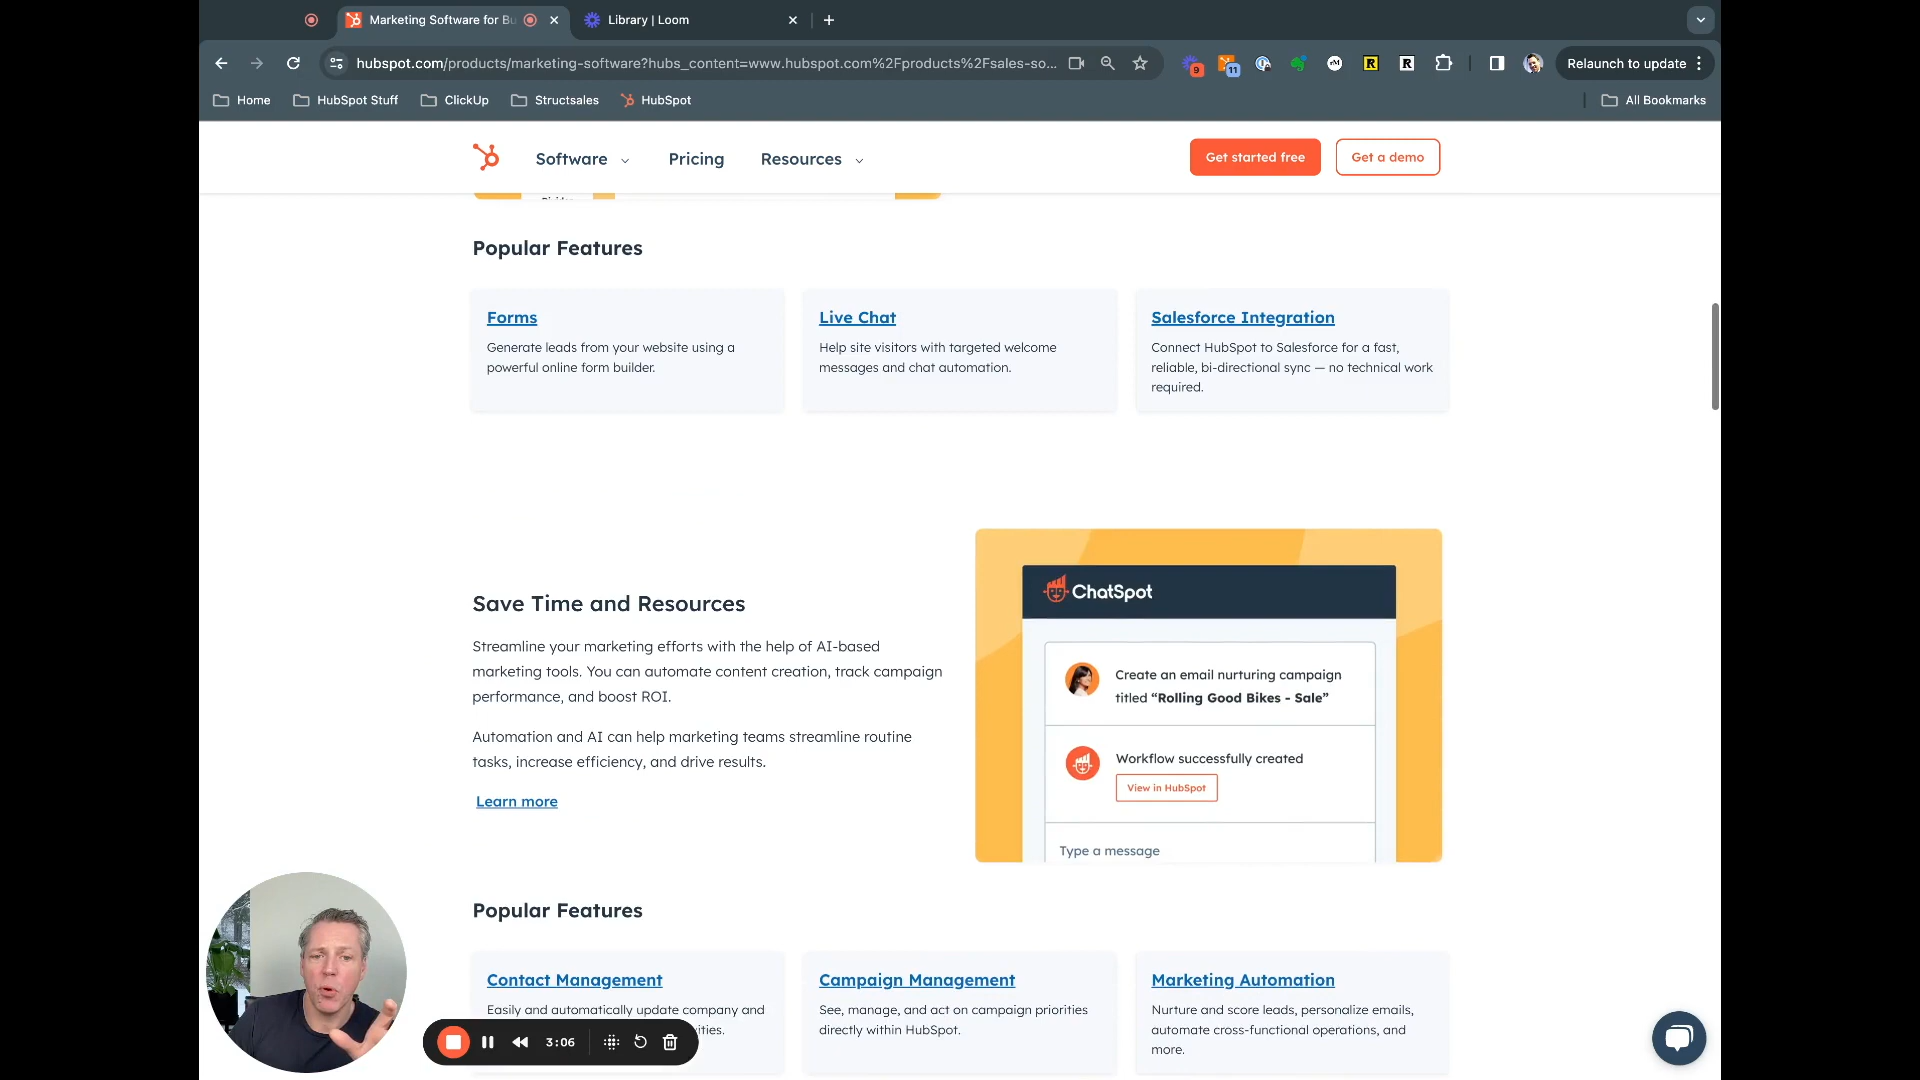 Marketing Software for Bu
Library | Loom
hubspot.com/products/marketing-software?hubs_content=www.hubspot.com%2Fproducts%2Fsales-so...
9
11
rM
R
R
Relaunch to update
Home
HubSpot Stuff
ClickUp
Structsales
HubSpot
All Bookmarks
Software
Pricing
Resources
Get started free
Get a demo
Popular Features
Forms
Generate leads from your website using a
powerful online form builder.
Live Chat
Help site visitors with targeted welcome
messages and chat automation.
Salesforce Integration
Connect HubSpot to Salesforce for a fast,
reliable, bi-directional sync — no technical work
required.
Save Time and Resources
Streamline your marketing efforts with the help of AI-based
marketing tools. You can automate content creation, track campaign
performance, and boost ROI.
Automation and AI can help marketing teams streamline routine
tasks, increase efficiency, and drive results.
Learn more
ChatSpot
Create an email nurturing campaign
titled “Rolling Good Bikes - Sale”
Workflow successfully created
View in HubSpot
Type a message
Popular Features
Contact Management
Easily and automatically update company and
ities.
Campaign Management
See, manage, and act on campaign priorities
directly within HubSpot.
Marketing Automation
Nurture and score leads, personalize emails,
automate cross-functional operations, and
more.
3:06